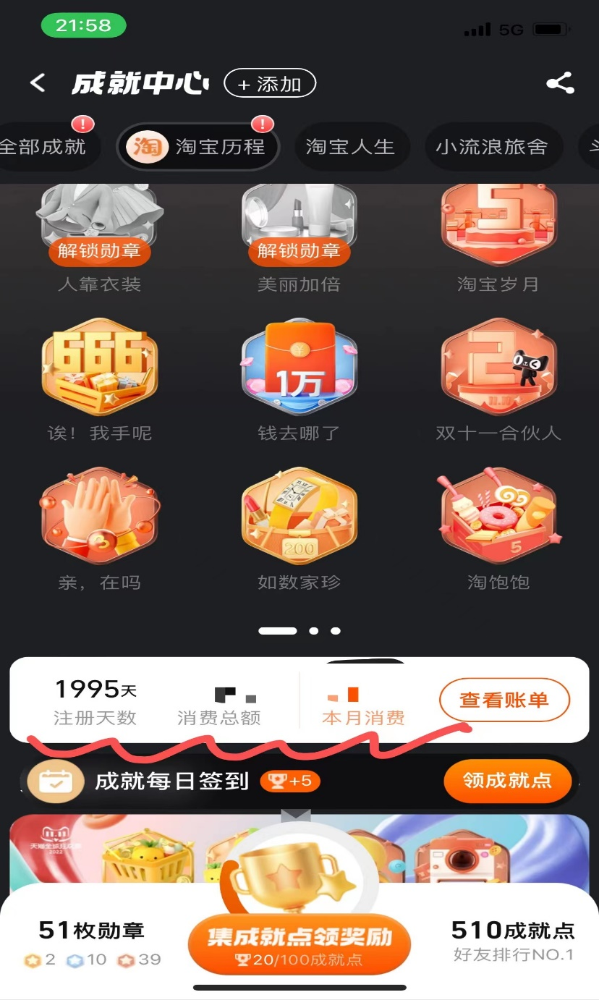 21:58
5G
成就中心
+ 添加
全部成就
!
淘
淘宝历程
!
淘宝人生
小流浪旅舍
解锁勋章
解锁勋章
5
人靠衣装
美丽加倍
淘宝岁月
666
¥
1万
2
11.11
诶！我手呢
钱去哪了
双十一合伙人
3
200
5
亲，在吗
如数家珍
淘饱饱
1995天
注册天数
消费总额
本月消费
查看账单
成就每日签到
+5
领成就点
11.11
天猫全球狂欢季
2022
51枚勋章
2
10
39
集成就点领奖励
20/100成就点
510成就点
好友排行NO.1